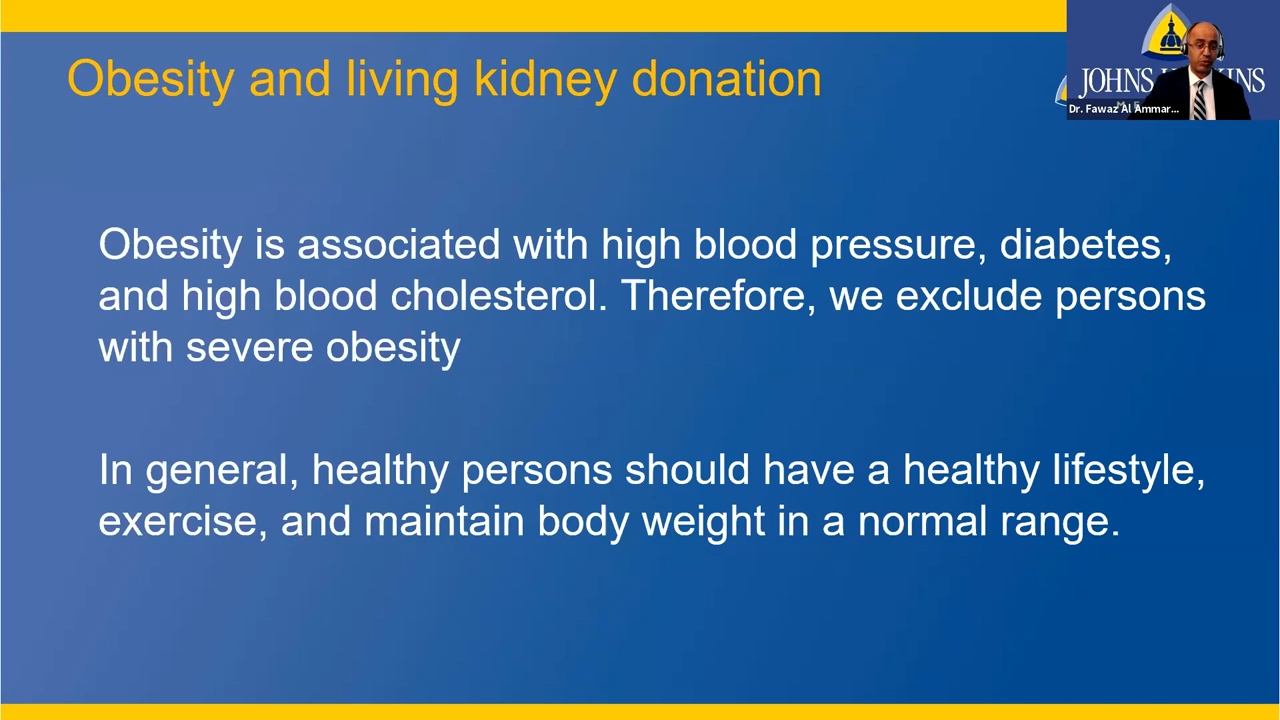 Obesity and living kidney donation
JOHNS
Dr. Fawaz Al Ammar...
Obesity is associated with high blood pressure, diabetes,
and high blood cholesterol. Therefore, we exclude persons
with severe obesity
In general, healthy persons should have a healthy lifestyle,
exercise, and maintain body weight in a normal range.